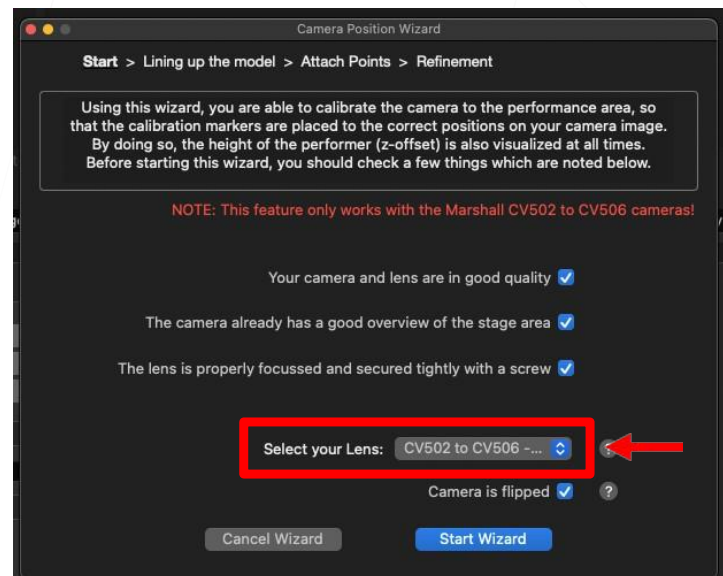 Camera Position Wizard
Start > Lining up the model > Attach Points > Refinement
Using this wizard, you are able to calibrate the camera to the performance area, so
that the calibration markers are placed to the correct positions on your camera image.
By doing so, the height of the performer (z-offset) is also visualized at all times.
Before starting this wizard, you should check a few things which are noted below.
NOTE: This feature only works with the Marshall CV502 to CV506 cameras!
Your camera and lens are in good quality
The camera already has a good overview of the stage area
The lens is properly focussed and secured tightly with a screw
Select your Lens: CV502 to CV506 -... ?
Camera is flipped ?
Cancel Wizard Start Wizard